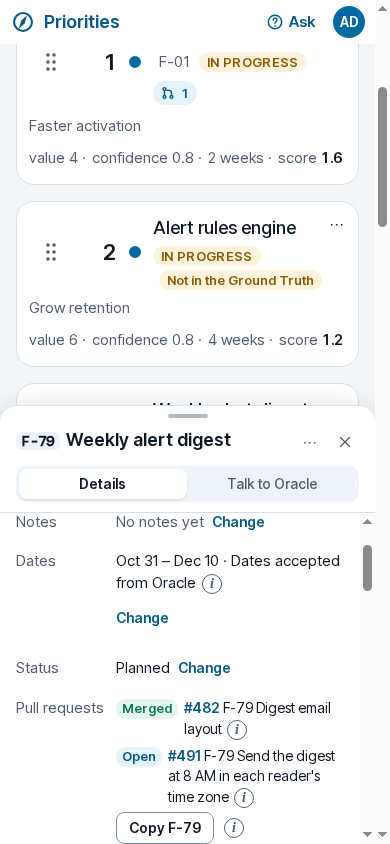 Priorities
Ask
AD
1
F-01
IN PROGRESS
1
Faster activation
value 4 · confidence 0.8 · 2 weeks · score 1.6
Alert rules engine
...
2
IN PROGRESS
Not in the Ground Truth
Grow retention
value 6 · confidence 0.8 · 4 weeks · score 1.2
F-79 Weekly alert digest
...
Details
Talk to Oracle
Notes
No notes yet Change
Dates
Oct 31 – Dec 10 · Dates accepted
from Oracle i
Change
Status
Planned Change
Pull requests
Merged #482 F-79 Digest email
layout i
Open #491 F-79 Send the digest
at 8 AM in each reader's
time zone i
Copy F-79 i